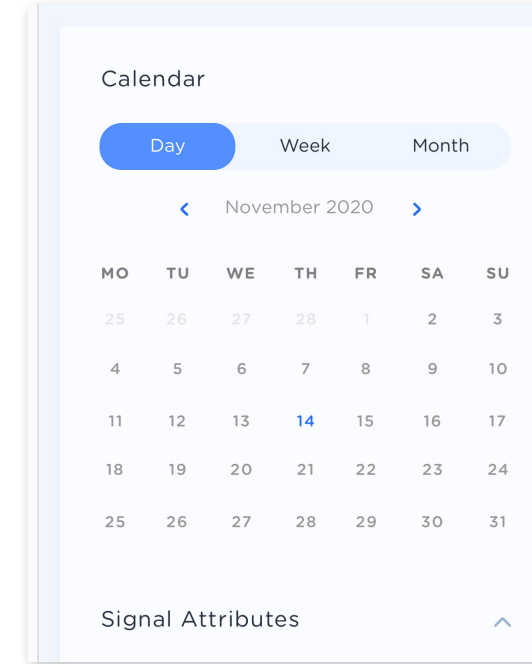 Calendar
Day Week Month
November 2020
MO TU WE TH FR SA SU
25 26 27 28 1 2 3
4 5 6 7 8 9 10
11 12 13 14 15 16 17
18 19 20 21 22 23 24
25 26 27 28 29 30 31
Signal Attributes